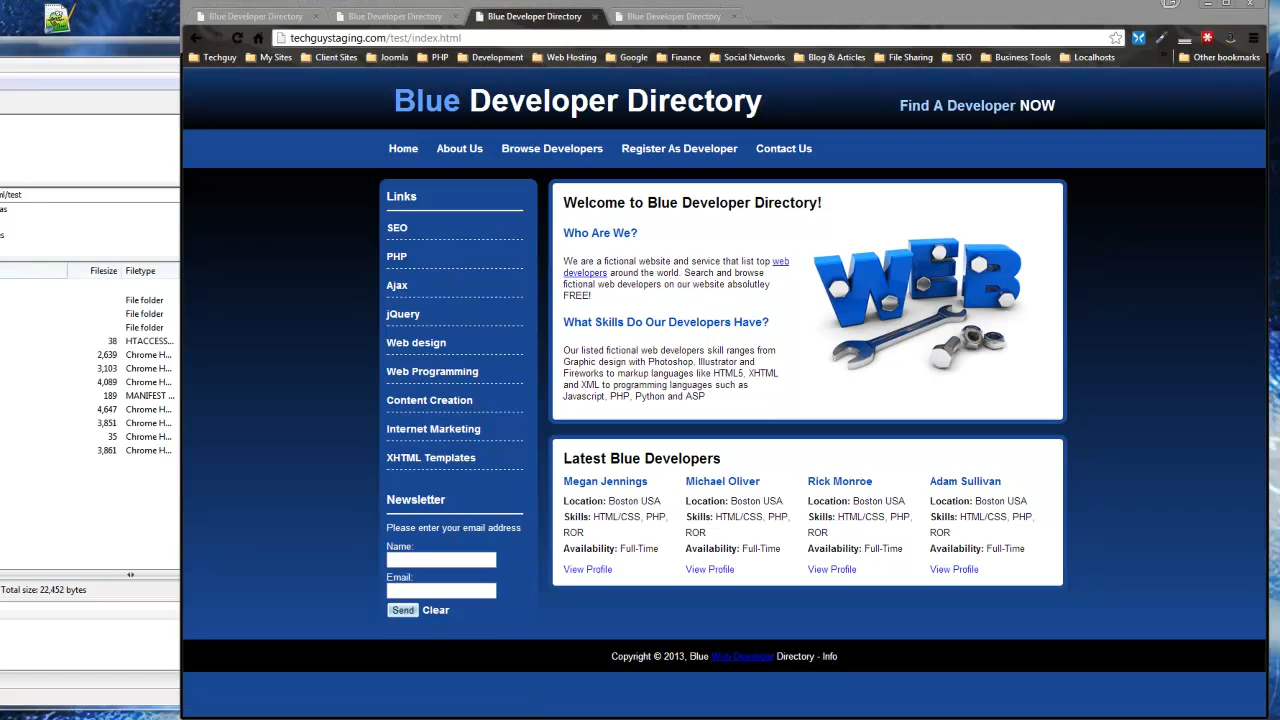 Blue Developer Directory
Blue Developer Directory
Blue Developer Directory
Blue Developer Directory
techguystaging.com/test/index.html
Techguy My Sites Client Sites Joomla PHP Development Web Hosting Google Finance Social Networks Blog & Articles File Sharing SEO Business Tools Localhosts Other bookmarks
Blue Developer Directory
Find A Developer NOW
Home About Us Browse Developers Register As Developer Contact Us
Links
SEO
PHP
Ajax
jQuery
Web design
Web Programming
Content Creation
Internet Marketing
XHTML Templates
Newsletter
Please enter your email address
Name:
Email:
Send Clear
Welcome to Blue Developer Directory!
Who Are We?
We are a fictional website and service that list top web
developers around the world. Search and browse
fictional web developers on our website absolutley
FREE!
What Skills Do Our Developers Have?
Our listed fictional web developers skill ranges from
Graphic design with Photoshop, Illustrator and
Fireworks to markup languages like HTML5, XHTML
and XML to programming languages such as
Javascript, PHP, Python and ASP
WEB
Latest Blue Developers
Megan Jennings
Location: Boston USA
Skills: HTML/CSS, PHP,
ROR
Availability: Full-Time
View Profile
Michael Oliver
Location: Boston USA
Skills: HTML/CSS, PHP,
ROR
Availability: Full-Time
View Profile
Rick Monroe
Location: Boston USA
Skills: HTML/CSS, PHP,
ROR
Availability: Full-Time
View Profile
Adam Sullivan
Location: Boston USA
Skills: HTML/CSS, PHP,
ROR
Availability: Full-Time
View Profile
Copyright © 2013, Blue Web Developer Directory - Info
ml/test
as
s
Filesize Filetype
File folder
File folder
File folder
38 HTACCESS...
2,639 Chrome H...
3,103 Chrome H...
4,089 Chrome H...
189 MANIFEST ...
4,647 Chrome H...
3,851 Chrome H...
35 Chrome H...
3,861 Chrome H...
Total size: 22,452 bytes